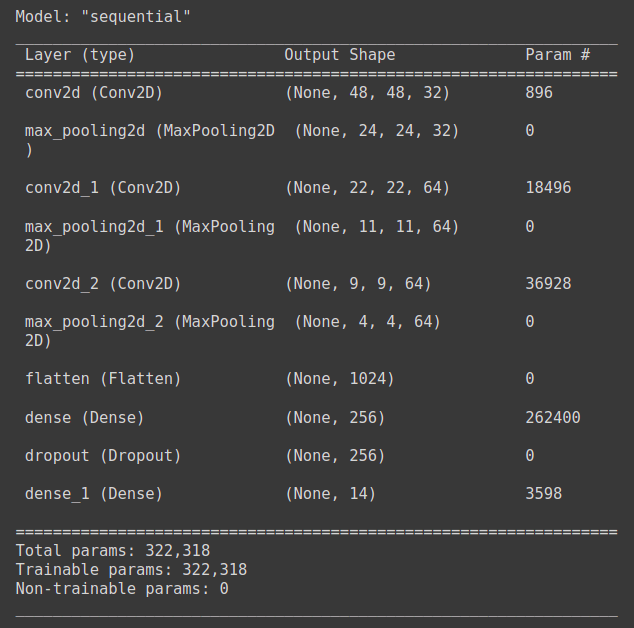 Model: "sequential"
_________________________________________________________________
Layer (type) Output Shape Param #
=================================================================
conv2d (Conv2D) (None, 48, 48, 32) 896
max_pooling2d (MaxPooling2D (None, 24, 24, 32) 0
)
conv2d_1 (Conv2D) (None, 22, 22, 64) 18496
max_pooling2d_1 (MaxPooling (None, 11, 11, 64) 0
2D)
conv2d_2 (Conv2D) (None, 9, 9, 64) 36928
max_pooling2d_2 (MaxPooling (None, 4, 4, 64) 0
2D)
flatten (Flatten) (None, 1024) 0
dense (Dense) (None, 256) 262400
dropout (Dropout) (None, 256) 0
dense_1 (Dense) (None, 14) 3598
=================================================================
Total params: 322,318
Trainable params: 322,318
Non-trainable params: 0
_________________________________________________________________